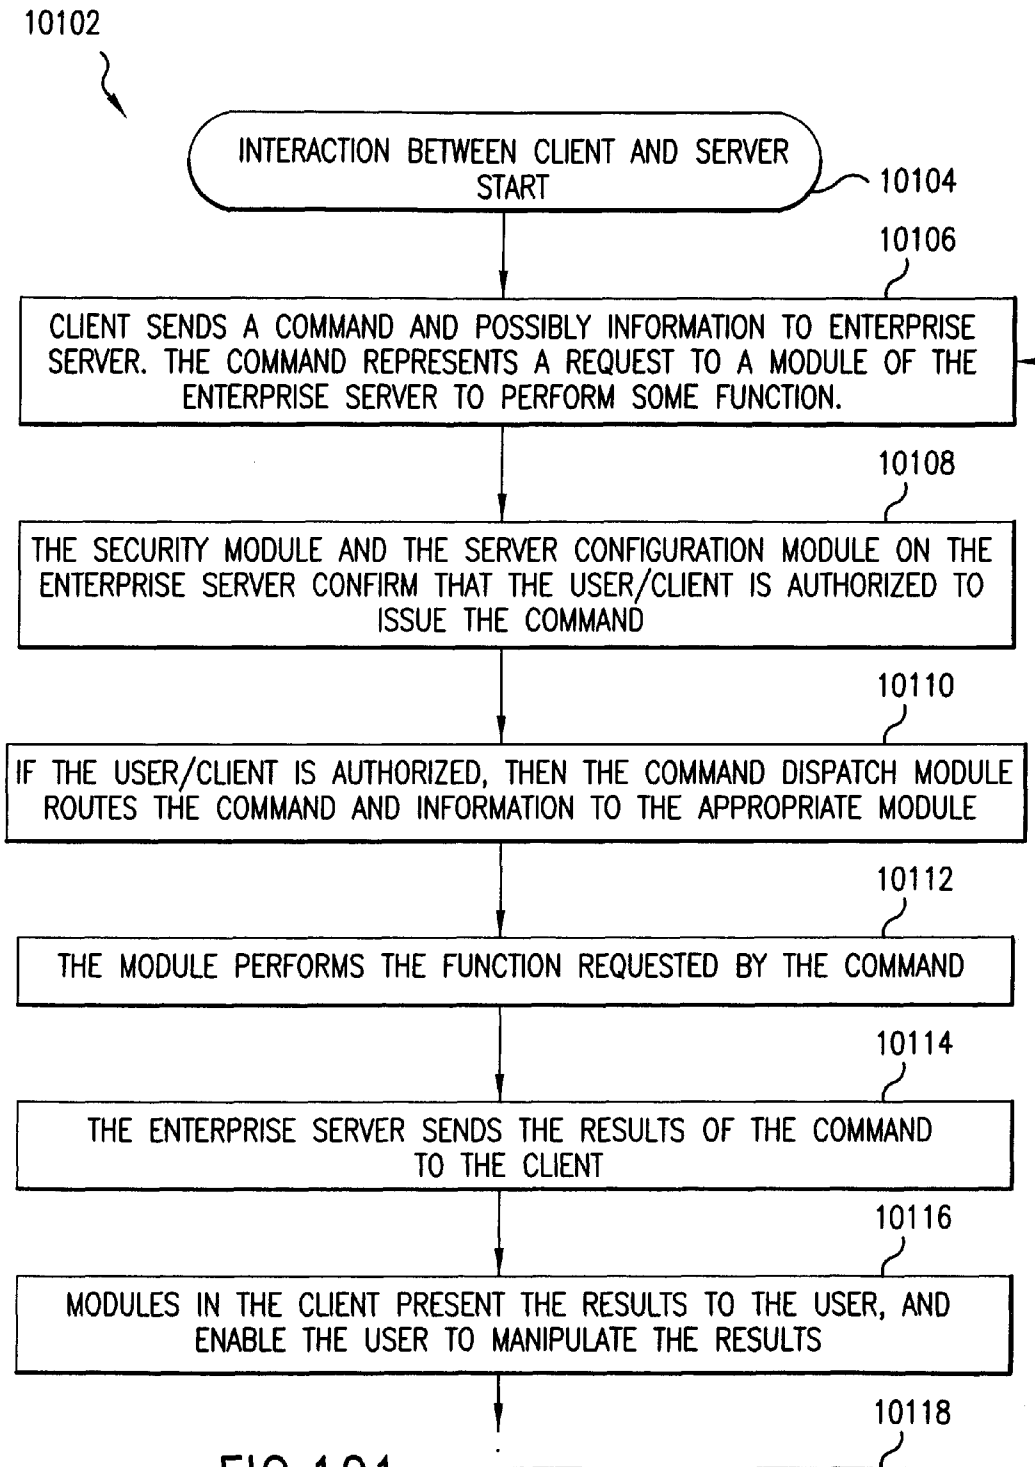 10102
INTERACTION BETWEEN CLIENT AND SERVER
START
10104
10106
CLIENT SENDS A COMMAND AND POSSIBLY INFORMATION TO ENTERPRISE
SERVER. THE COMMAND REPRESENTS A REQUEST TO A MODULE OF THE
ENTERPRISE SERVER TO PERFORM SOME FUNCTION.
10108
THE SECURITY MODULE AND THE SERVER CONFIGURATION MODULE ON THE
ENTERPRISE SERVER CONFIRM THAT THE USER/CLIENT IS AUTHORIZED TO
ISSUE THE COMMAND
10110
IF THE USER/CLIENT IS AUTHORIZED, THEN THE COMMAND DISPATCH MODULE
ROUTES THE COMMAND AND INFORMATION TO THE APPROPRIATE MODULE
10112
THE MODULE PERFORMS THE FUNCTION REQUESTED BY THE COMMAND
10114
THE ENTERPRISE SERVER SENDS THE RESULTS OF THE COMMAND
TO THE CLIENT
10116
MODULES IN THE CLIENT PRESENT THE RESULTS TO THE USER, AND
ENABLE THE USER TO MANIPULATE THE RESULTS
10118